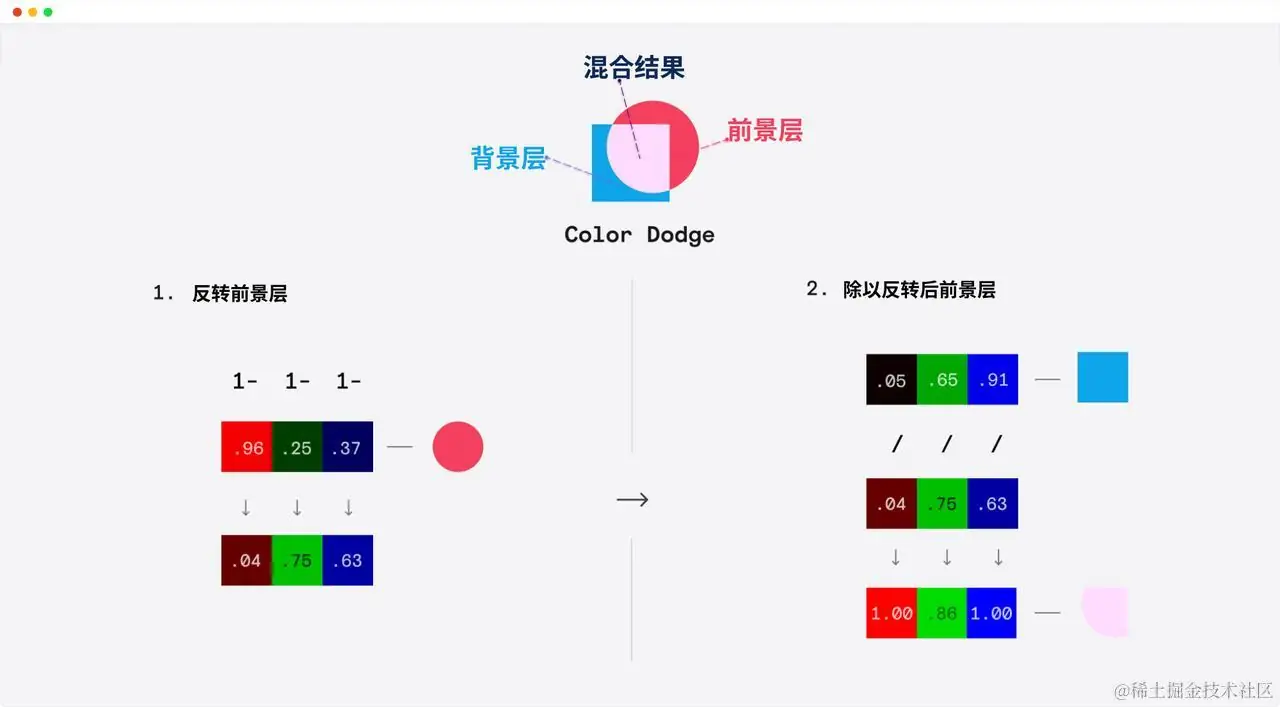 混合结果
前景层
背景层
Color Dodge
1. 反转前景层
1- 1- 1-
.96 .25 .37
↓ ↓ ↓
.04 .75 .63
→
2. 除以反转后前景层
.05 .65 .91
/ / /
.04 .75 .63
↓ ↓ ↓
1.00 .86 1.00
@稀土掘金技术社区